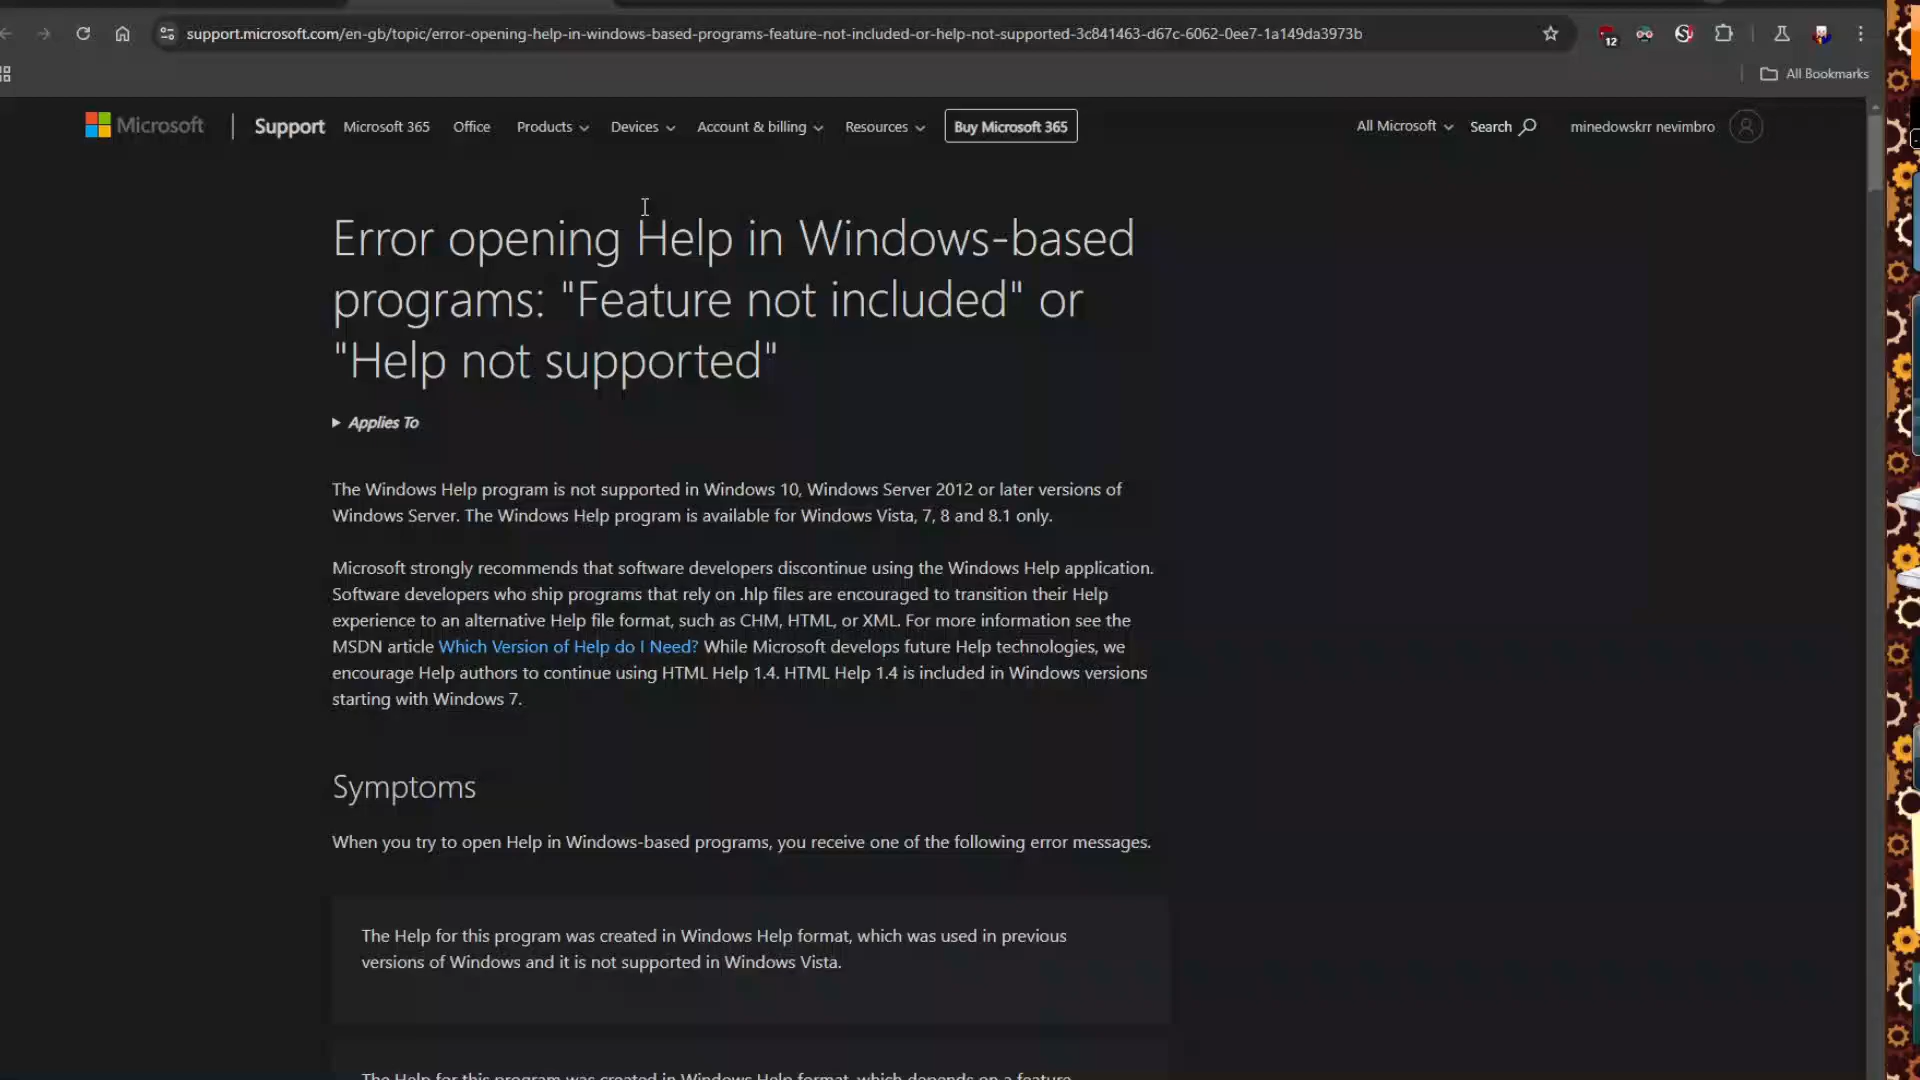 support.microsoft.com/en-gb/topic/error-opening-help-in-windows-based-programs-feature-not-included-or-help-not-supported-3c841463-d67c-6062-0ee7-1a149da3973b
12
All Bookmarks
Microsoft Support Microsoft 365 Office Products Devices Account & billing Resources Buy Microsoft 365 All Microsoft Search minedowskrr nevimbro
Error opening Help in Windows-based
programs: "Feature not included" or
"Help not supported"
Applies To
The Windows Help program is not supported in Windows 10, Windows Server 2012 or later versions of
Windows Server. The Windows Help program is available for Windows Vista, 7, 8 and 8.1 only.
Microsoft strongly recommends that software developers discontinue using the Windows Help application.
Software developers who ship programs that rely on .hlp files are encouraged to transition their Help
experience to an alternative Help file format, such as CHM, HTML, or XML. For more information see the
MSDN article Which Version of Help do I Need? While Microsoft develops future Help technologies, we
encourage Help authors to continue using HTML Help 1.4. HTML Help 1.4 is included in Windows versions
starting with Windows 7.
Symptoms
When you try to open Help in Windows-based programs, you receive one of the following error messages.
The Help for this program was created in Windows Help format, which was used in previous
versions of Windows and it is not supported in Windows Vista.
The Help for this program was created in Windows Help format, which depends on a feature